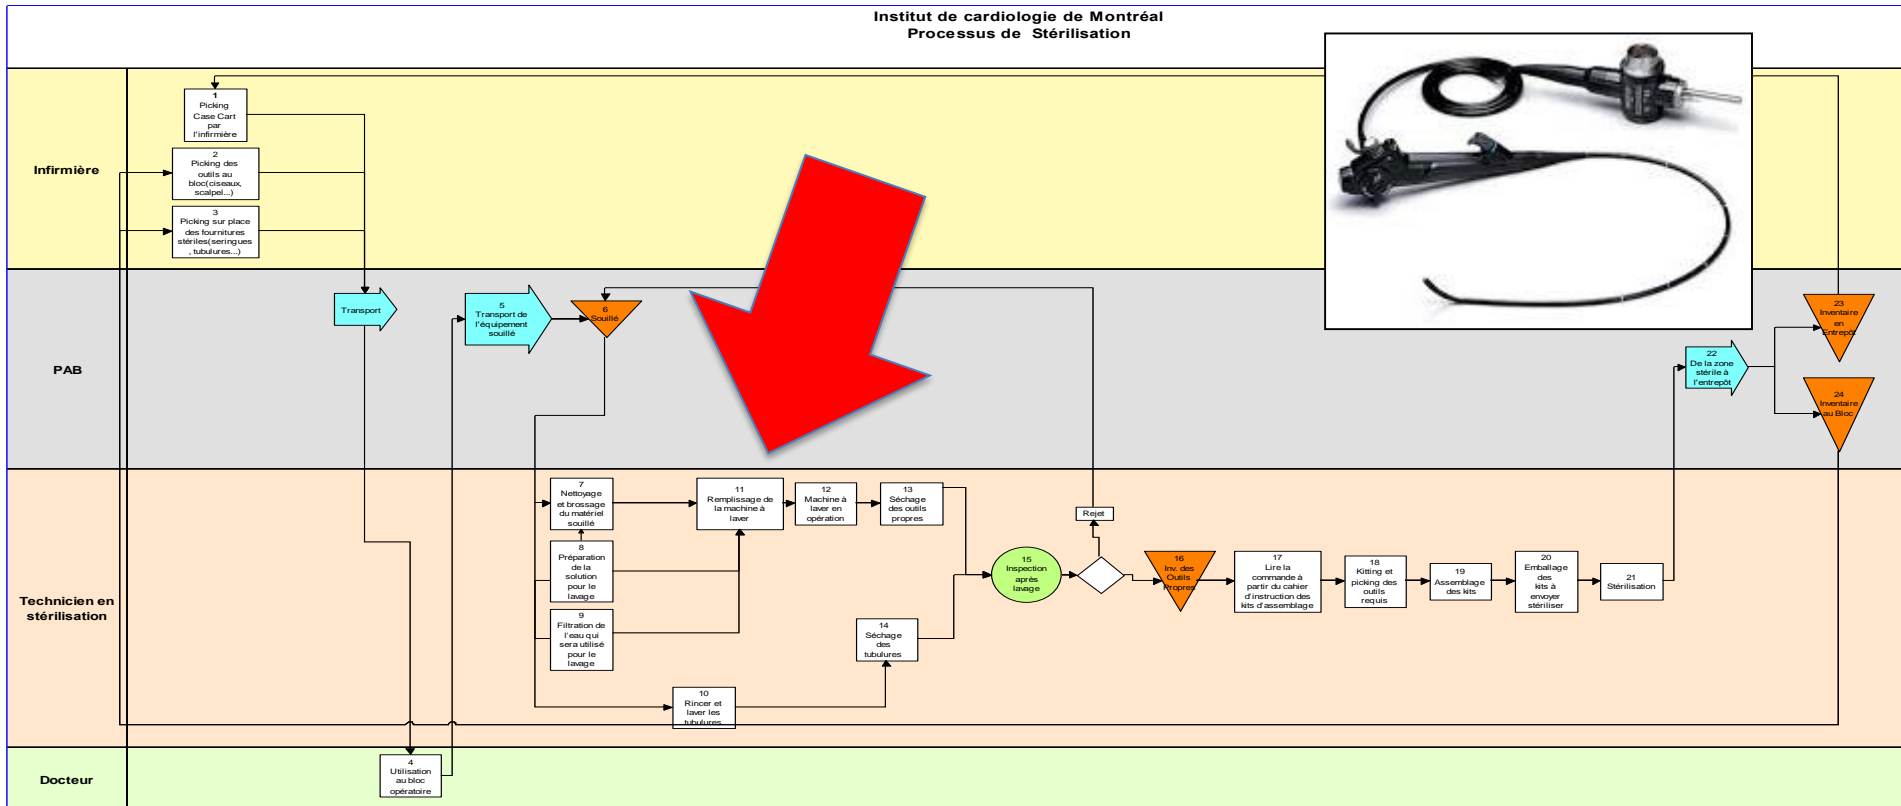 Institut de cardiologie de Montréal
Processus de Stérilisation
Infirmière
1
Picking
Case Cart
par
l'infirmière
2
Picking des
outils au
bloc(ciseaux,
scalpel...)
3
Picking sur place
des fournitures
stériles(seringues
, tubulures...)
PAB
Transport
5
Transport de
l'équipement
souillé
6
Souillé
22
De la zone
stérile à
l'entrepôt
23
Inventaire
en
Entrepôt
24
Inventaire
au Bloc
Technicien en
stérilisation
7
Nettoyage
et brossage
du matériel
souillé
8
Préparation
de la
solution
pour le
lavage
9
Filtration de
l'eau qui
sera utilisé
pour le
lavage
10
Rincer et
laver les
tubulures
11
Remplissage de
la machine à
laver
12
Machine à
laver en
opération
13
Séchage
des outils
propres
14
Séchage
des
tubulures
15
Inspection
après
lavage
Rejet
16
Inv. des
Outils
Propres
17
Lire la
commande à
partir du cahier
d'instruction des
kits d'assemblage
18
Kitting et
picking des
outils
requis
19
Assemblage
des kits
20
Emballage
des
kits à
envoyer
stériliser
21
Stérilisation
Docteur
4
Utilisation
au bloc
opératoire